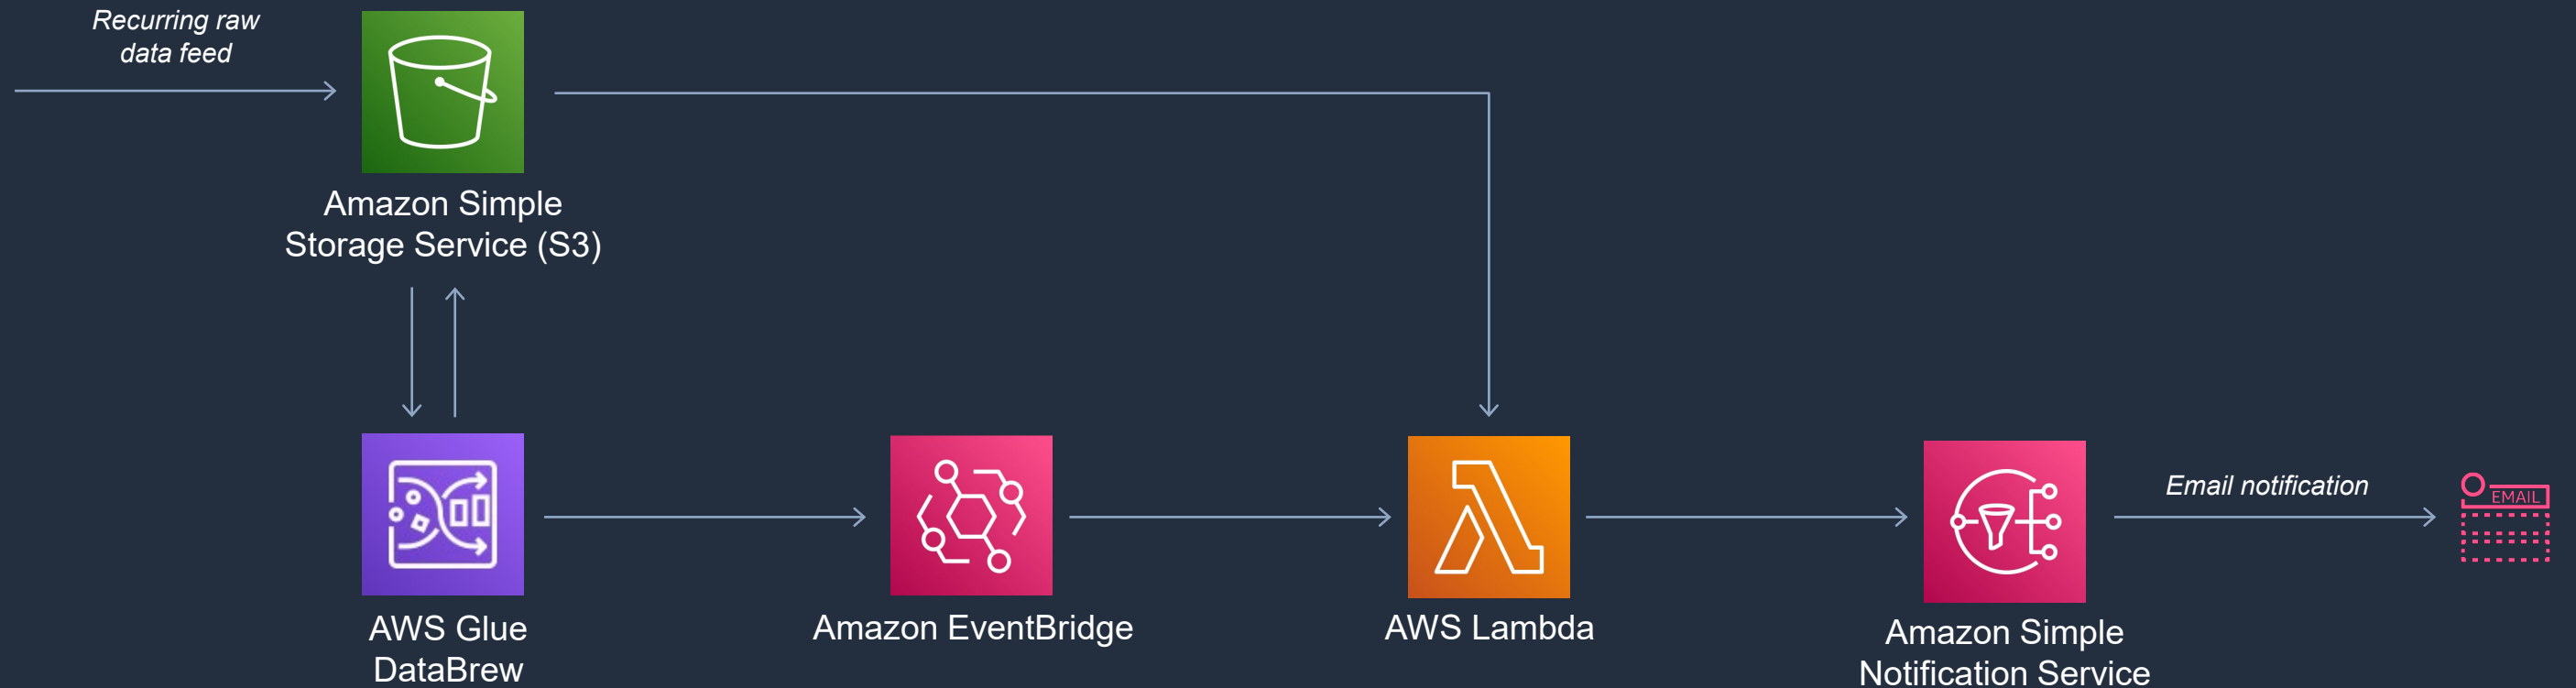 Recurring raw
data feed
Amazon Simple
Storage Service (S3)
AWS Glue
DataBrew
Amazon EventBridge
AWS Lambda
Amazon Simple
Notification Service
Email notification
EMAIL